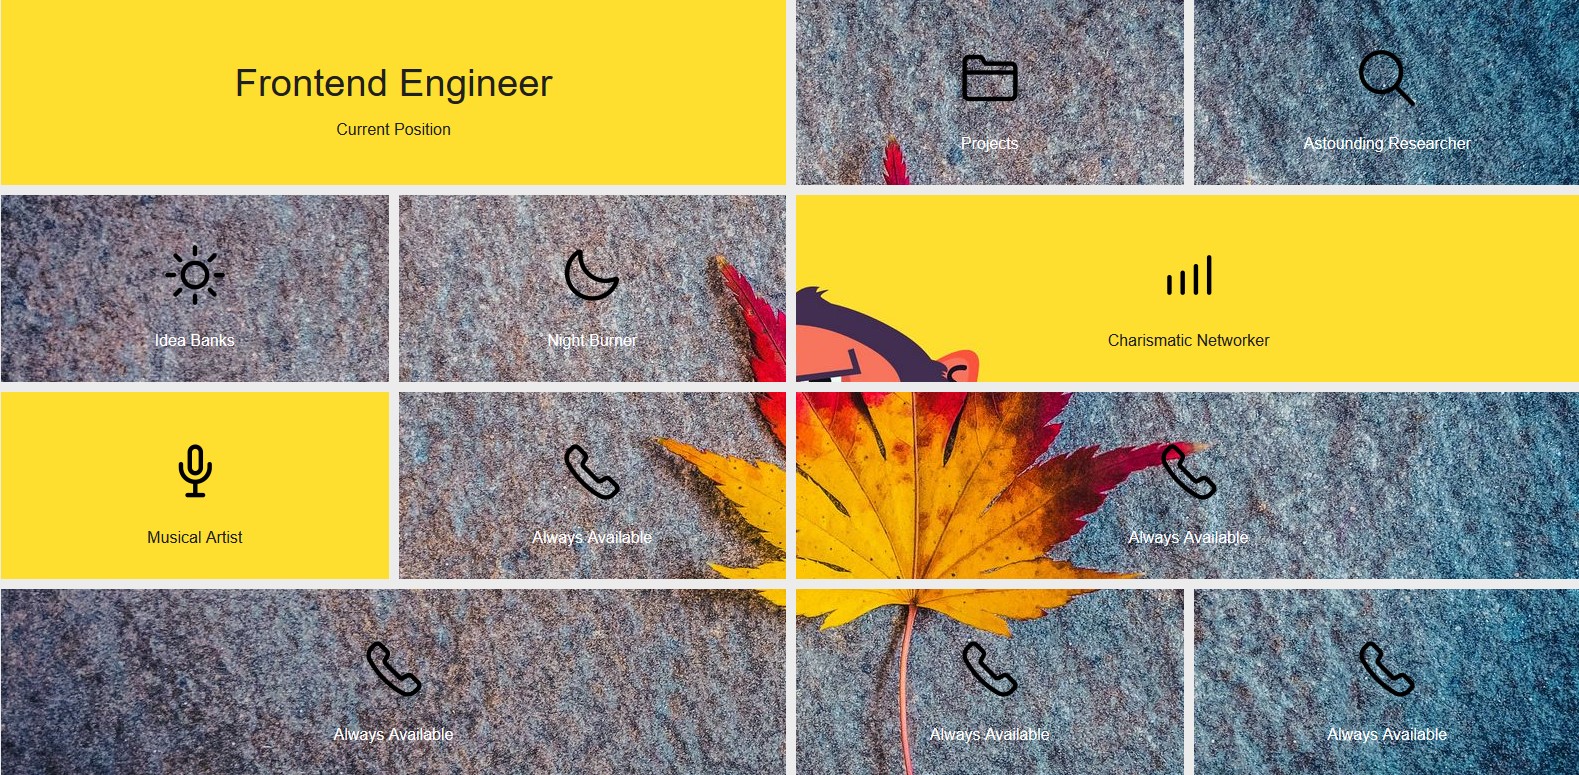 Frontend Engineer
Current Position
Projects
Astounding Researcher
Idea Banks
Night Burner
Charismatic Networker
Musical Artist
Always Available
Always Available
Always Available
Always Available
Always Available